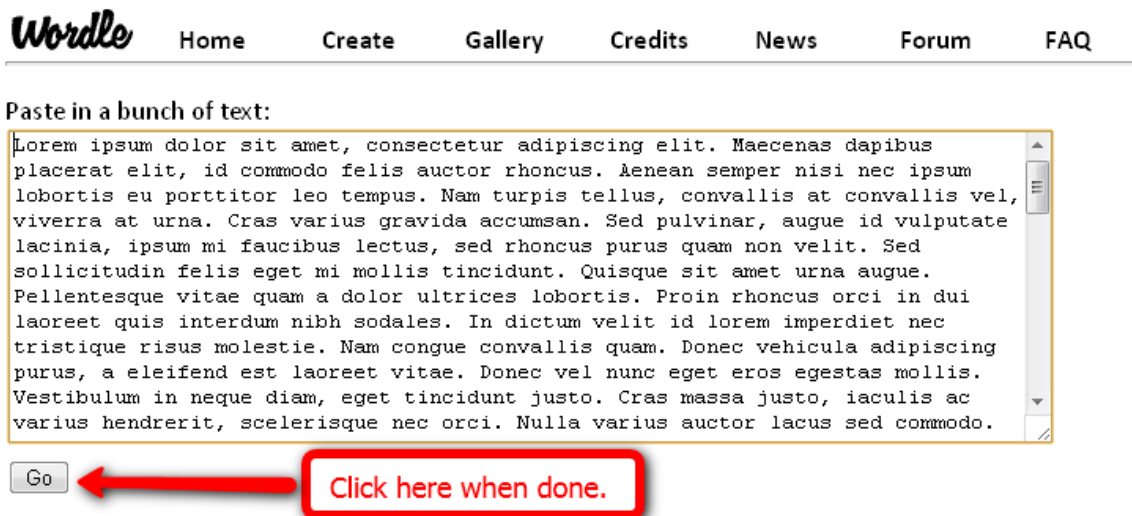 Wordle Home Create Gallery Credits News Forum FAQ
Paste in a bunch of text:
Lorem ipsum dolor sit amet, consectetur adipiscing elit. Maecenas dapibus
placerat elit, id commodo felis auctor rhoncus. Aenean semper nisi nec ipsum
lobortis eu porttitor leo tempus. Nam turpis tellus, convallis at convallis vel,
viverra at urna. Cras varius gravida accumsan. Sed pulvinar, augue id vulputate
lacinia, ipsum mi faucibus lectus, sed rhoncus purus quam non velit. Sed
sollicitudin felis eget mi mollis tincidunt. Quisque sit amet urna augue.
Pellentesque vitae quam a dolor ultrices lobortis. Proin rhoncus orci in dui
laoreet quis interdum nibh sodales. In dictum velit id lorem imperdiet nec
tristique risus molestie. Nam congue convallis quam. Donec vehicula adipiscing
purus, a eleifend est laoreet vitae. Donec vel nunc eget eros egestas mollis.
Vestibulum in neque diam, eget tincidunt justo. Cras massa justo, iaculis ac
varius hendrerit, scelerisque nec orci. Nulla varius auctor lacus sed commodo.
Go Click here when done.